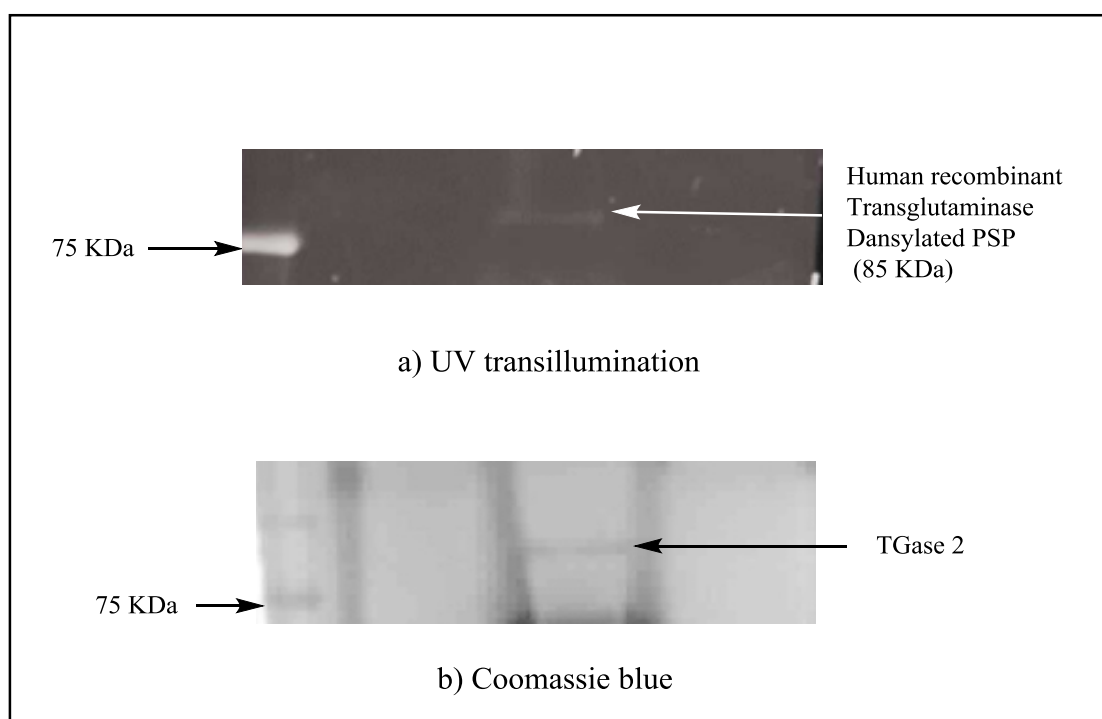 Human recombinant
Transglutaminase
Dansylated PSP
(85 KDa)
75 KDa
a) UV transillumination
TGase 2
75 KDa
b) Coomassie blue